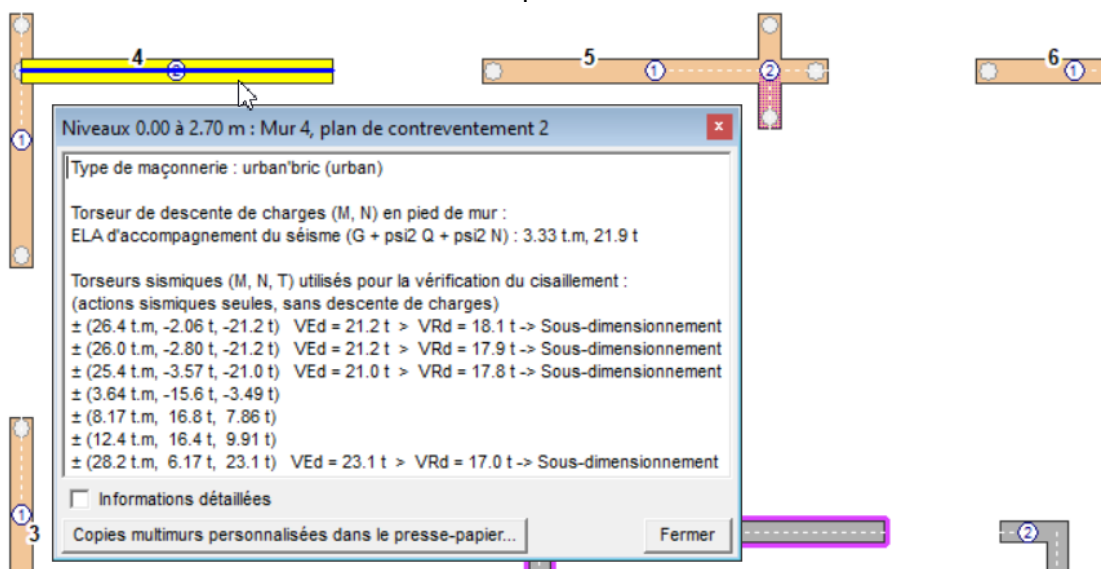 4
2
5
1
2
6
1
1
Niveaux 0.00 à 2.70 m : Mur 4, plan de contreventement 2
x
Type de maçonnerie : urban'bric (urban)
Torseur de descente de charges (M, N) en pied de mur :
ELA d'accompagnement du séisme (G + psi2 Q + psi2 N) : 3.33 t.m, 21.9 t
Torseurs sismiques (M, N, T) utilisés pour la vérification du cisaillement :
(actions sismiques seules, sans descente de charges)
± (26.4 t.m, -2.06 t, -21.2 t)   VEd = 21.2 t  >  VRd = 18.1 t -> Sous-dimensionnement
± (26.0 t.m, -2.80 t, -21.2 t)   VEd = 21.2 t  >  VRd = 17.9 t -> Sous-dimensionnement
± (25.4 t.m, -3.57 t, -21.0 t)   VEd = 21.0 t  >  VRd = 17.8 t -> Sous-dimensionnement
± (3.64 t.m, -15.6 t, -3.49 t)
± (8.17 t.m,  16.8 t,  7.86 t)
± (12.4 t.m,  16.4 t,  9.91 t)
± (28.2 t.m,  6.17 t,  23.1 t)   VEd = 23.1 t  >  VRd = 17.0 t -> Sous-dimensionnement
Informations détaillées
Copies multimurs personnalisées dans le presse-papier...
Fermer
1
3
2